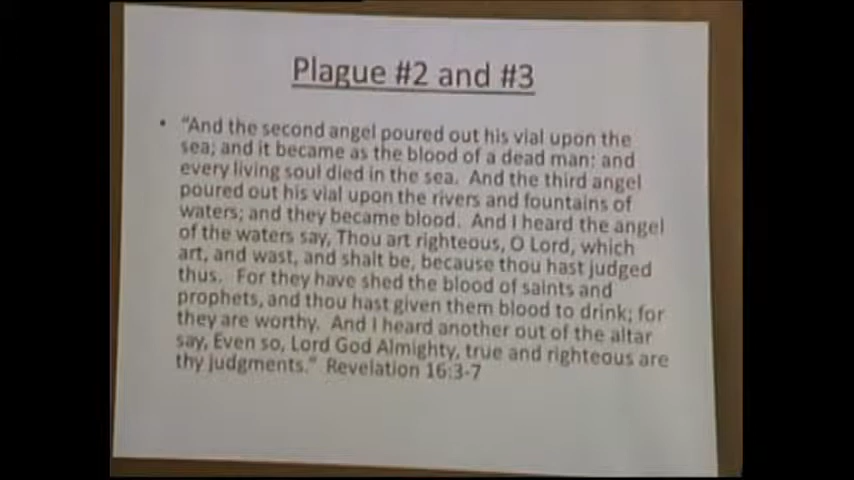 Plague #2 and #3
• "And the second angel poured out his vial upon the
sea; and it became as the blood of a dead man: and
every living soul died in the sea. And the third angel
poured out his vial upon the rivers and fountains of
waters; and they became blood. And I heard the angel
of the waters say, Thou art righteous, O Lord, which
art, and wast, and shalt be, because thou hast judged
thus. For they have shed the blood of saints and
prophets, and thou hast given them blood to drink; for
they are worthy. And I heard another out of the altar
say, Even so, Lord God Almighty, true and righteous are
thy judgments." Revelation 16:3-7